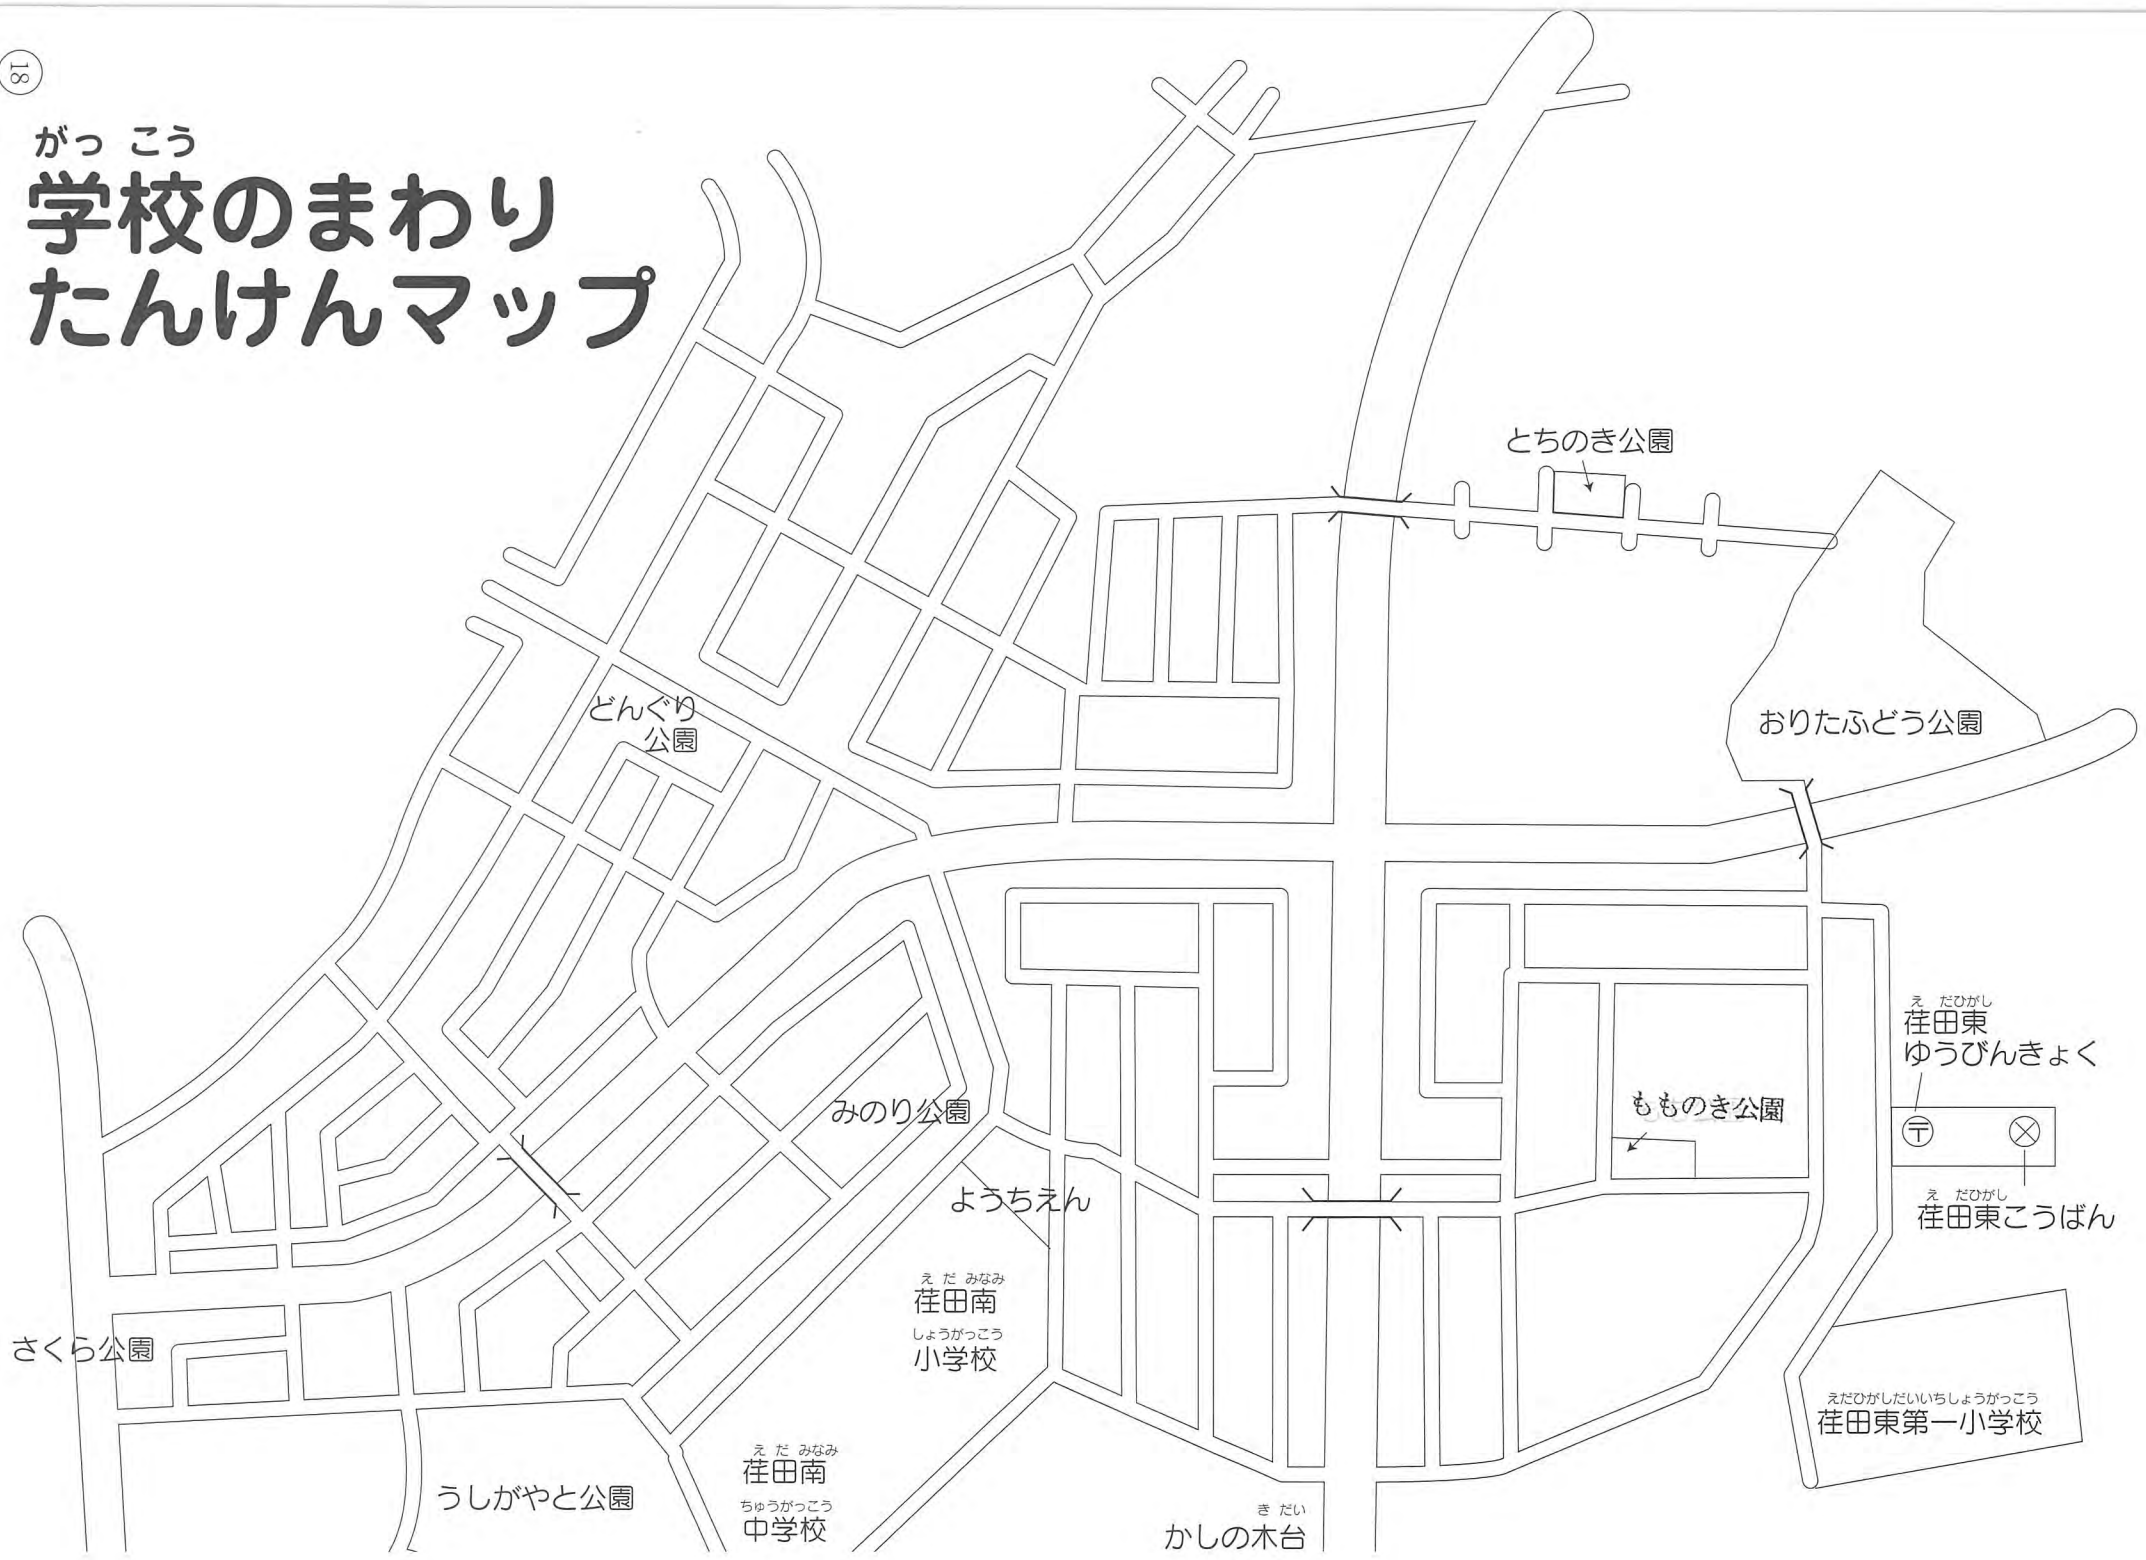 18
がっ こう
学校のまわり
たんけんマップ
とちのき公園
どんぐり
公園
おりたふどう公園
え だひがし
荏田東
ゆうびんきょく
〒
もものき公園
みのり公園
え だひがし
荏田東こうばん
ようちえん
え だ みなみ
荏田南
しょうがっこう
小学校
さくら公園
えだひがしだいいちしょうがっこう
荏田東第一小学校
え だ みなみ
荏田南
ちゅうがっこう
中学校
うしがやと公園
き だい
かしの木台